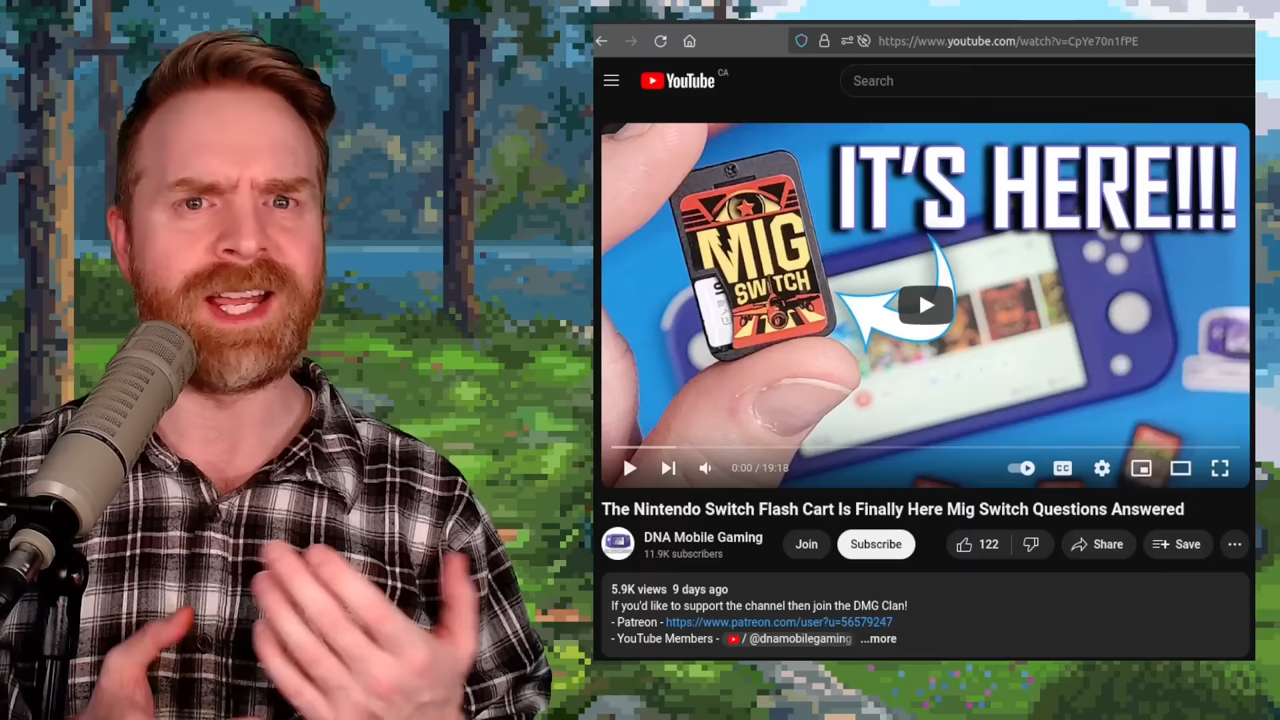 https://www.youtube.com/watch?v=CpYe70n1fPE
YouTube CA
Search
IT'S HERE!!!
MIG
SWITCH
0:00 / 19:18
CC
The Nintendo Switch Flash Cart Is Finally Here Mig Switch Questions Answered
DNA Mobile Gaming
11.9K subscribers
Join
Subscribe
122
Share
Save
5.9K views 9 days ago
If you'd like to support the channel then join the DMG Clan!
- Patreon - https://www.patreon.com/user?u=56579247
- YouTube Members - / @dnamobilegaming ...more